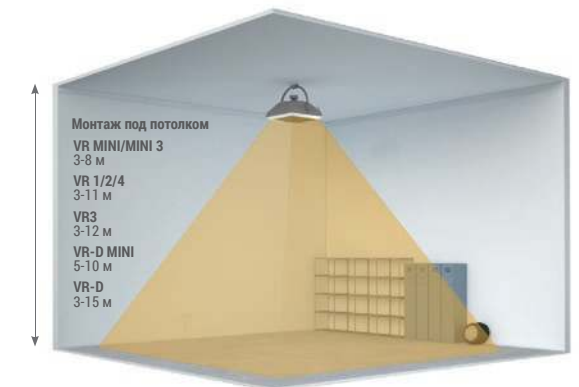 Монтаж под потолком
VR MINI/MINI 3
3-8 м
VR 1/2/4
3-11 м
VR3
3-12 м
VR-D MINI
5-10 м
VR-D
3-15 м